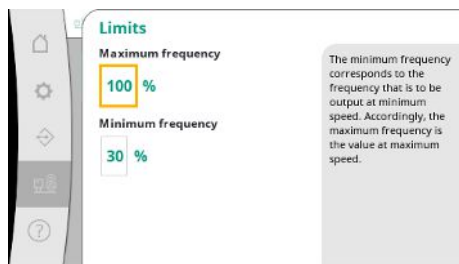 Limits
Maximum frequency
100 %
Minimum frequency
30 %
The minimum frequency
corresponds to the
frequency that is to be
output at minimum
speed. Accordingly, the
maximum frequency is
the value at maximum
speed.
?